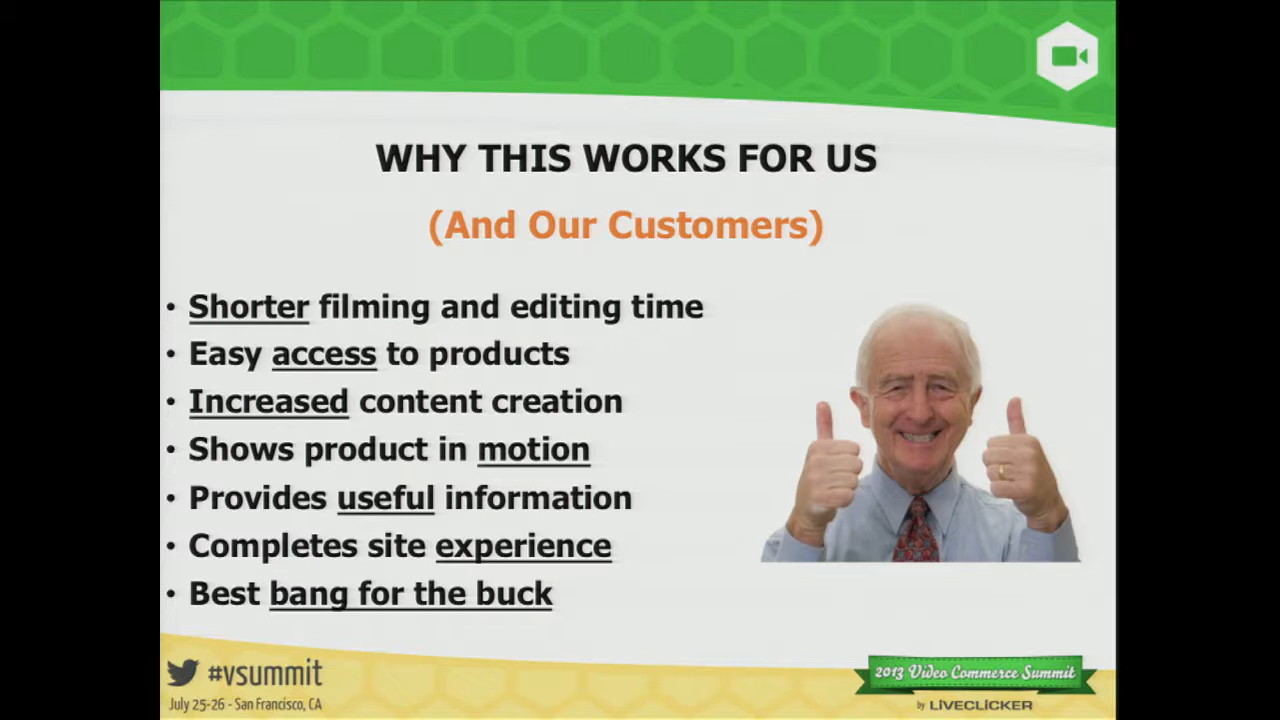 WHY THIS WORKS FOR US
(And Our Customers)
• Shorter filming and editing time
• Easy access to products
• Increased content creation
• Shows product in motion
• Provides useful information
• Completes site experience
• Best bang for the buck
#vsummit
July 25-26 - San Francisco, CA
2013 Video Commerce Summit
by LIVECLICKER